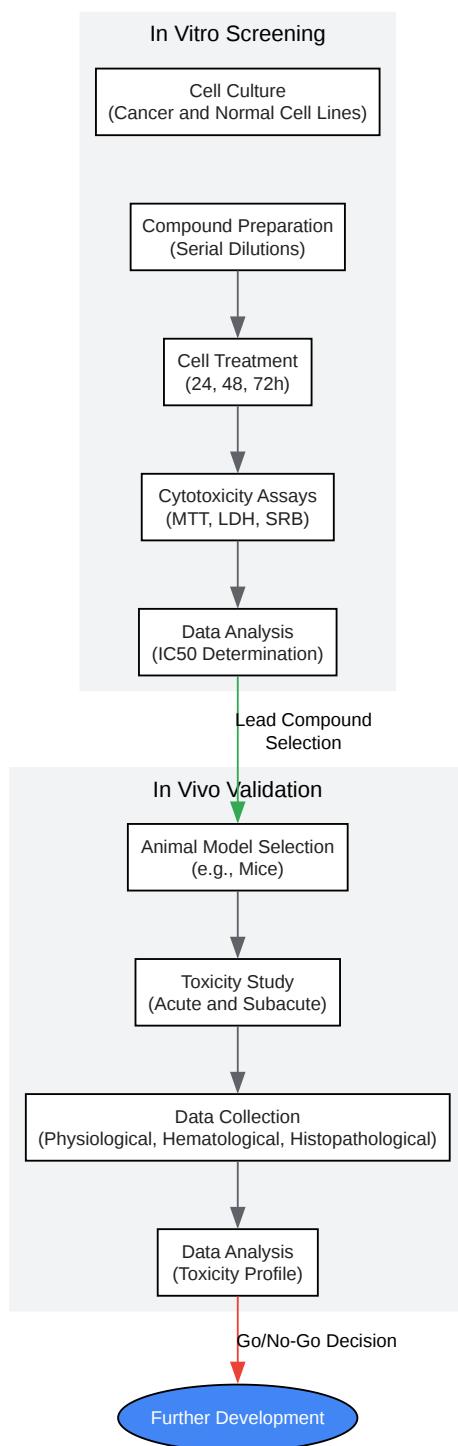 In Vitro Screening
Cell Culture
(Cancer and Normal Cell Lines)
Compound Preparation
(Serial Dilutions)
Cell Treatment
(24, 48, 72h)
Cytotoxicity Assays
(MTT, LDH, SRB)
Data Analysis
(IC50 Determination)
Lead Compound
Selection
In Vivo Validation
Animal Model Selection
(e.g., Mice)
Toxicity Study
(Acute and Subacute)
Data Collection
(Physiological, Hematological, Histopathological)
Data Analysis
(Toxicity Profile)
Go/No-Go Decision
Further Development